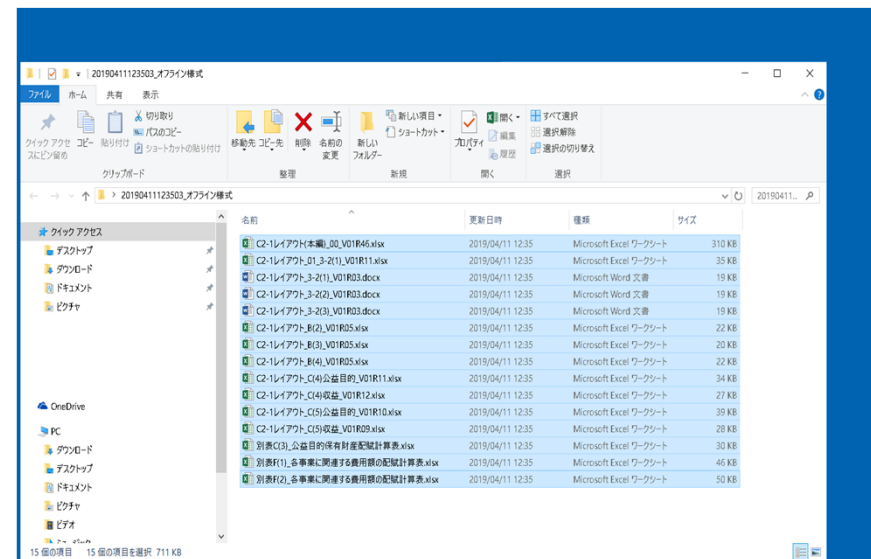 20190411123503_オフライン様式
ファイル ホーム 共有 表示
クイック アクセスにピン留め コピー 貼り付け 切り取り パスのコピー ショートカットの貼り付け 移動先 コピー先 削除 名前の変更 新しいフォルダー 新しい項目 ショートカット プロパティ 開く 編集 履歴 すべて選択 選択解除 選択の切り替え
クリップボード 整理 新規 開く 選択
20190411123503_オフライン様式 20190411...
名前 更新日時 種類 サイズ
クイック アクセス
デスクトップ
ダウンロード
ドキュメント
ピクチャ
OneDrive
PC
ダウンロード
デスクトップ
ドキュメント
ピクチャ
ビデオ
C2-1レイアウト(本編)_00_V01R46.xlsx 2019/04/11 12:35 Microsoft Excel ワークシート 310 KB
C2-1レイアウト_01_3-2(1)_V01R11.xlsx 2019/04/11 12:35 Microsoft Excel ワークシート 35 KB
C2-1レイアウト_3-2(1)_V01R03.docx 2019/04/11 12:35 Microsoft Word 文書 19 KB
C2-1レイアウト_3-2(2)_V01R03.docx 2019/04/11 12:35 Microsoft Word 文書 19 KB
C2-1レイアウト_3-2(3)_V01R03.docx 2019/04/11 12:35 Microsoft Word 文書 19 KB
C2-1レイアウト_B(2)_V01R05.xlsx 2019/04/11 12:35 Microsoft Excel ワークシート 22 KB
C2-1レイアウト_B(3)_V01R05.xlsx 2019/04/11 12:35 Microsoft Excel ワークシート 20 KB
C2-1レイアウト_B(4)_V01R05.xlsx 2019/04/11 12:35 Microsoft Excel ワークシート 22 KB
C2-1レイアウト_C(4)公益目的_V01R11.xlsx 2019/04/11 12:35 Microsoft Excel ワークシート 34 KB
C2-1レイアウト_C(4)収益_V01R12.xlsx 2019/04/11 12:35 Microsoft Excel ワークシート 27 KB
C2-1レイアウト_C(5)公益目的_V01R10.xlsx 2019/04/11 12:35 Microsoft Excel ワークシート 39 KB
C2-1レイアウト_C(5)収益_V01R09.xlsx 2019/04/11 12:35 Microsoft Excel ワークシート 28 KB
別表C(3)_公益目的保有財産配賦計算表.xlsx 2019/04/11 12:35 Microsoft Excel ワークシート 30 KB
別表F(1)_各事業に関連する費用額の配賦計算表.xlsx 2019/04/11 12:35 Microsoft Excel ワークシート 46 KB
別表F(2)_各事業に関連する費用額の配賦計算表.xlsx 2019/04/11 12:35 Microsoft Excel ワークシート 50 KB
15 個の項目 15 個の項目を選択 711 KB